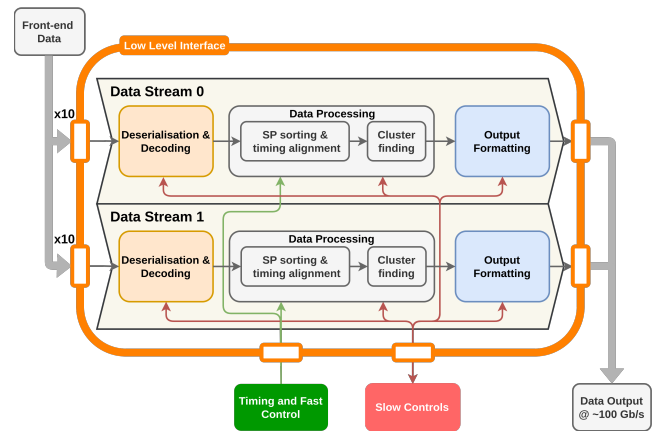 Front-end
Data
Low Level Interface
x10
Data Stream 0
Deserialisation &
Decoding
Data Processing
SP sorting &
timing alignment
Cluster
finding
Output
Formatting
x10
Data Stream 1
Deserialisation &
Decoding
Data Processing
SP sorting &
timing alignment
Cluster
finding
Output
Formatting
Timing and Fast
Control
Slow Controls
Data Output
@ ~100 Gb/s